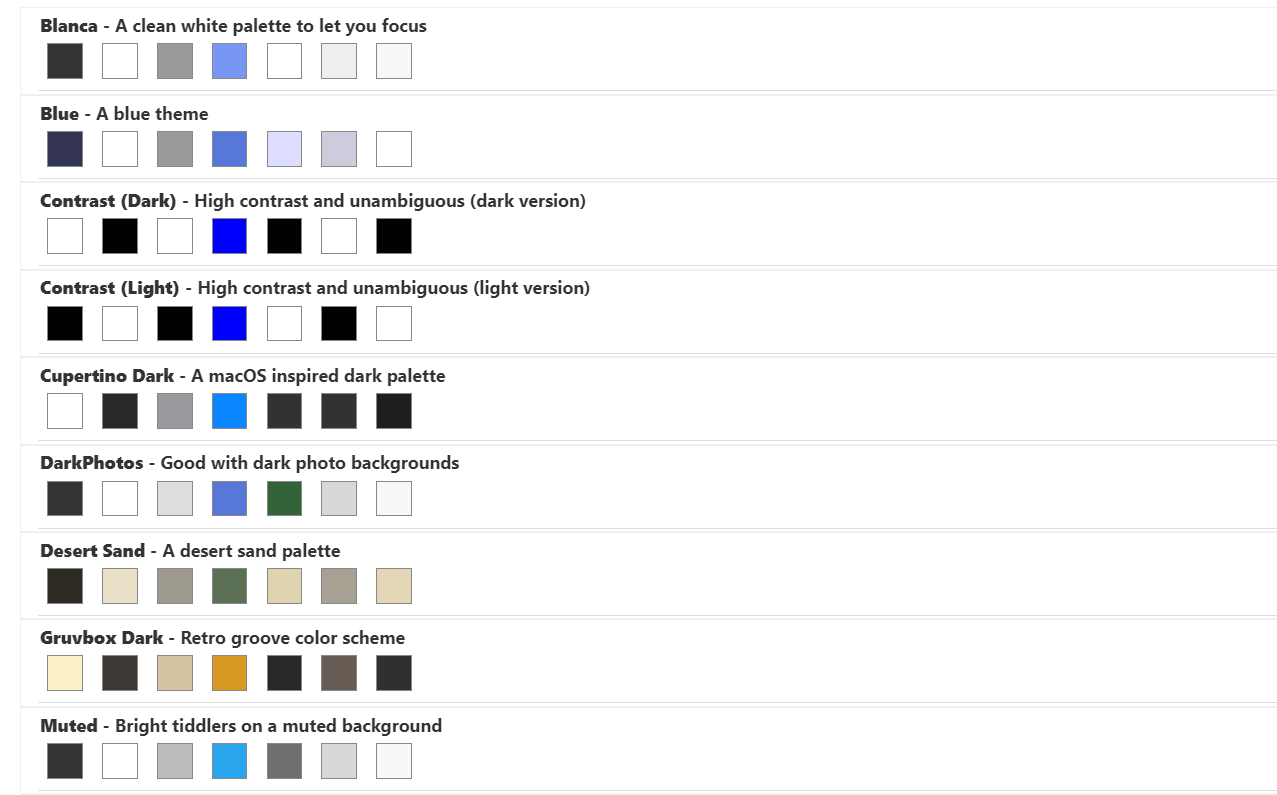 Blanca - A clean white palette to let you focus
Blue - A blue theme
Contrast (Dark) - High contrast and unambiguous (dark version)
Contrast (Light) - High contrast and unambiguous (light version)
Cupertino Dark - A macOS inspired dark palette
DarkPhotos - Good with dark photo backgrounds
Desert Sand - A desert sand palette
Gruvbox Dark - Retro groove color scheme
Muted - Bright tiddlers on a muted background